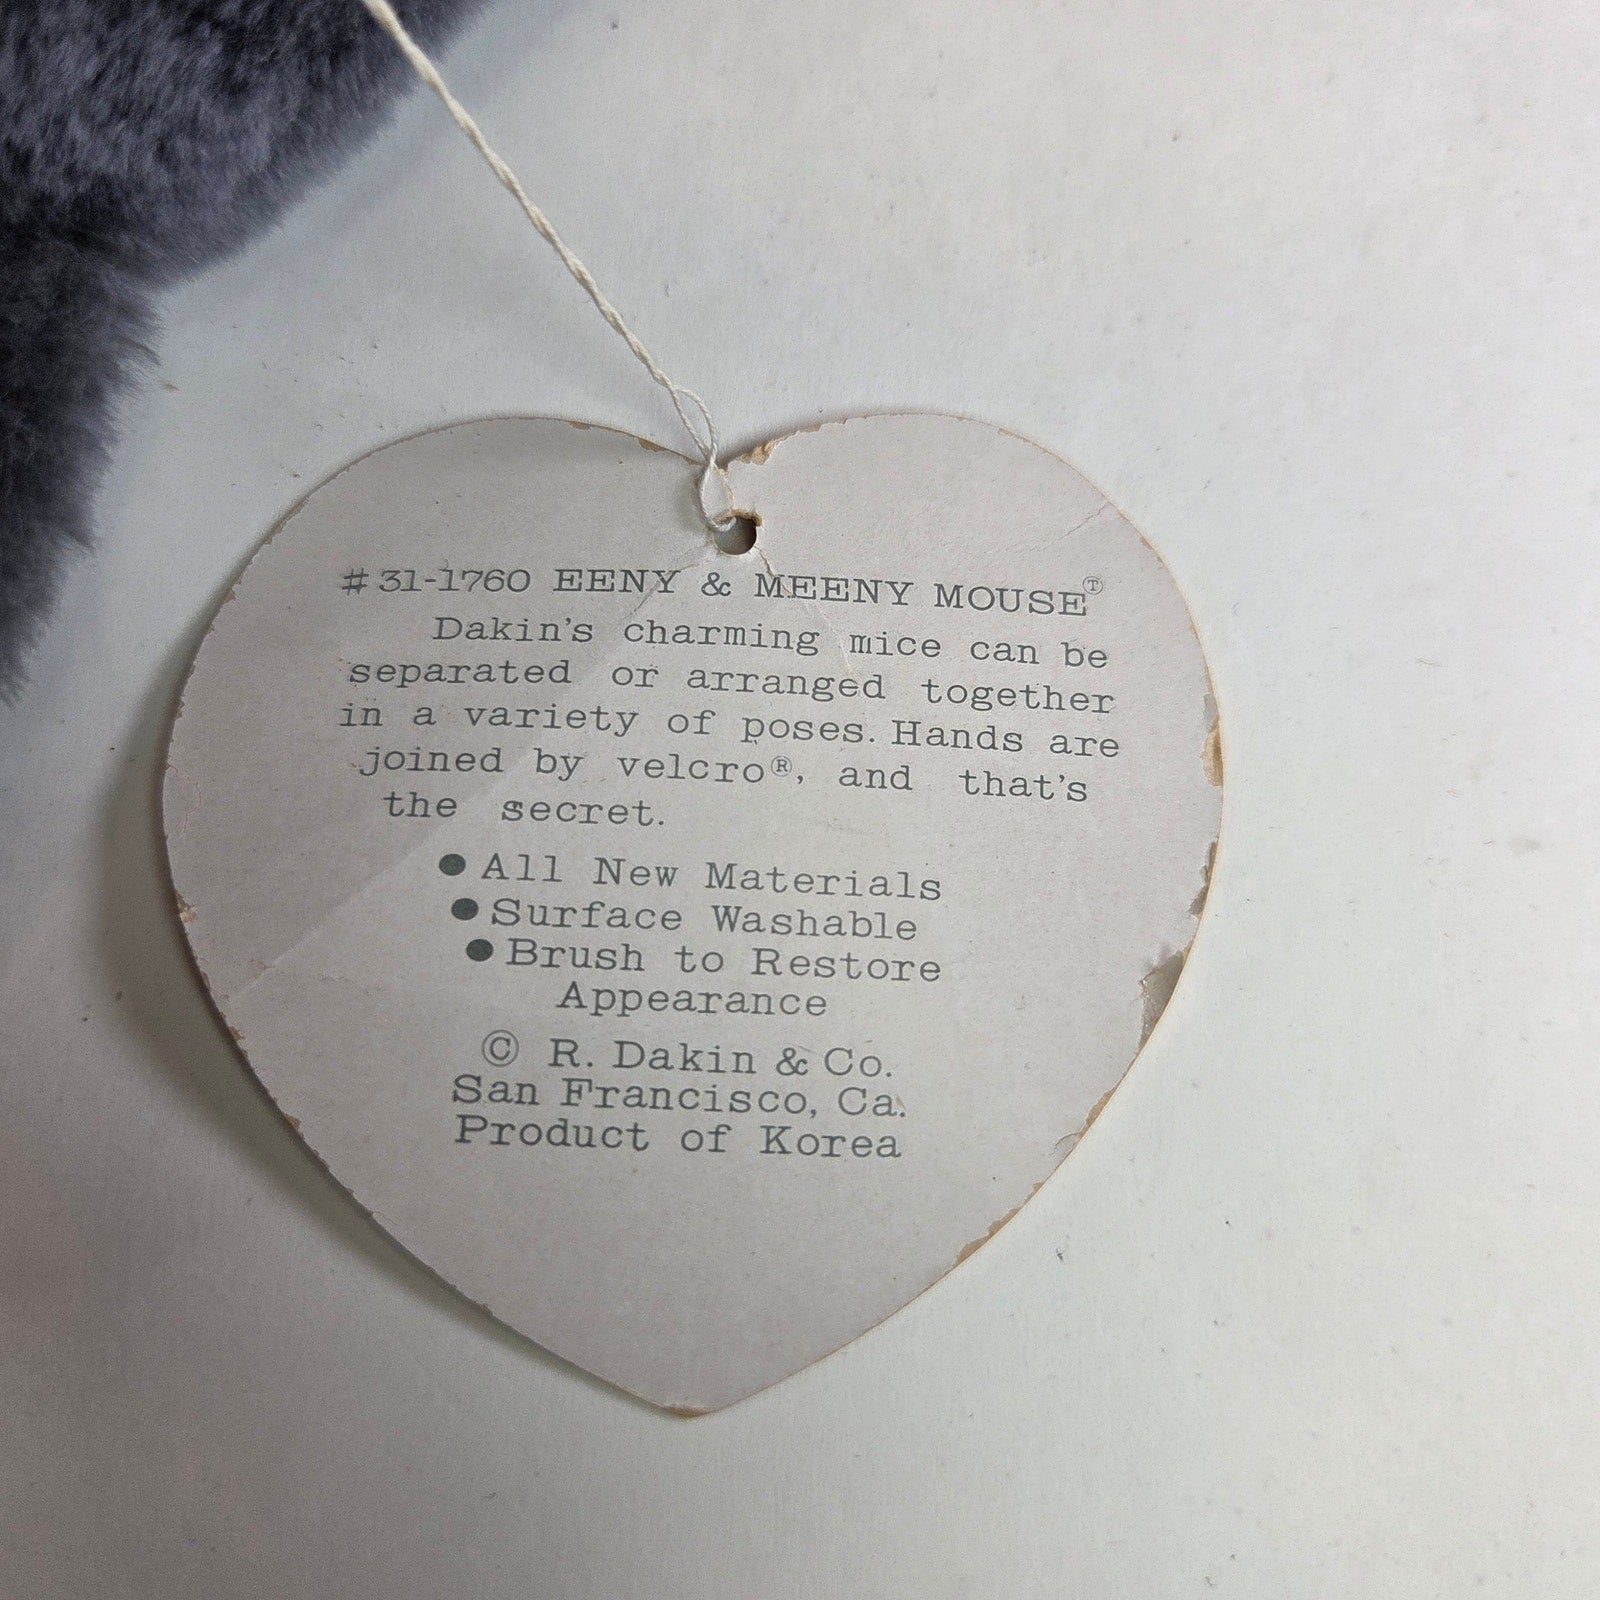 #31-1760 EENY & MEENY MOUSE Ⓣ
Dakin's charming mice can be
separated or arranged together
in a variety of poses. Hands are
joined by velcro®, and that's
the secret.
● All New Materials
● Surface Washable
● Brush to Restore
Appearance
© R. Dakin & Co.
San Francisco, Ca.
Product of Korea